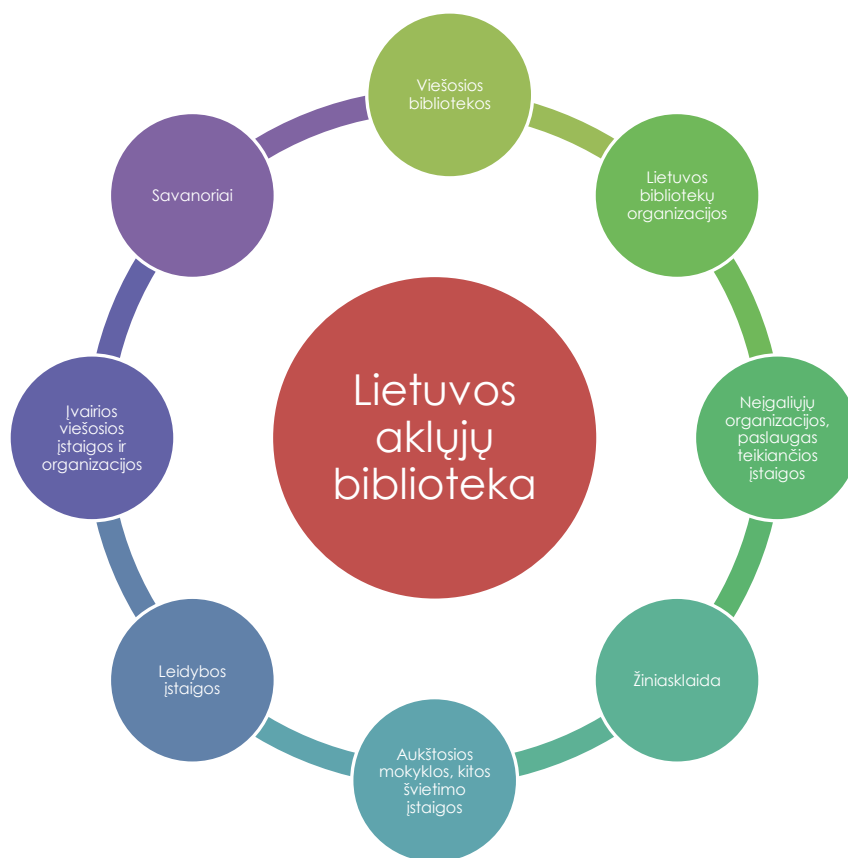 Viešosios
bibliotekos
Lietuvos
bibliotekų
organizacijos
Neįgaliųjų
organizacijos,
paslaugas
teikiančios
įstaigos
Žiniasklaida
Aukštosios
mokyklos, kitos
švietimo
įstaigos
Leidybos
įstaigos
Įvairios
viešosios
įstaigos ir
organizacijos
Savanoriai
Lietuvos
aklųjų
biblioteka